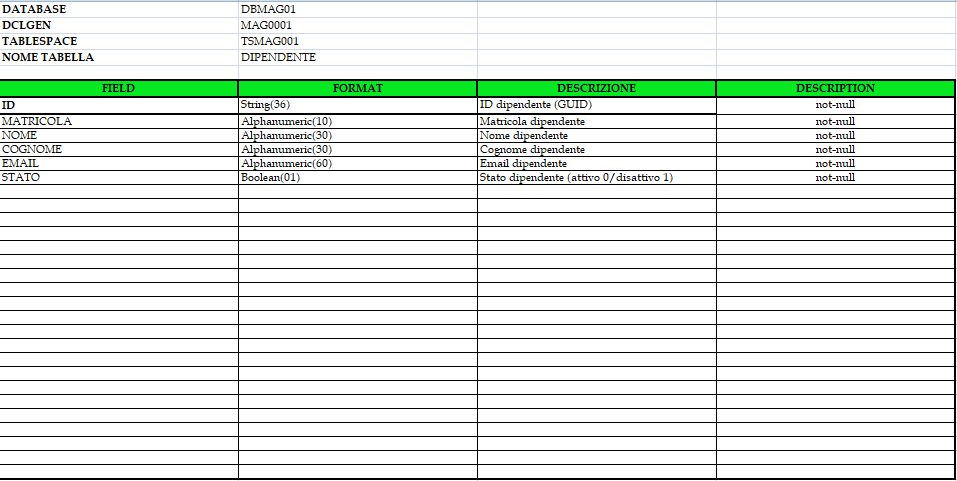 DATABASE DBMAG01
DCLGEN MAG0001
TABLESPACE TSMAG001
NOME TABELLA DIPENDENTE
FIELD FORMAT DESCRIZIONE DESCRIPTION
ID String(36) ID dipendente (GUID) not-null
MATRICOLA Alphanumeric(10) Matricola dipendente not-null
NOME Alphanumeric(30) Nome dipendente not-null
COGNOME Alphanumeric(30) Cognome dipendente not-null
EMAIL Alphanumeric(60) Email dipendente not-null
STATO Boolean(01) Stato dipendente (attivo 0/disattivo 1) not-null